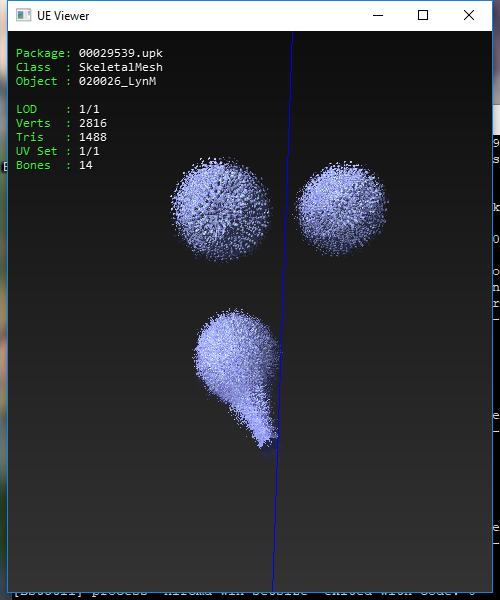 UE Viewer
Package: 00029539.upk
Class : SkeletalMesh
Object : 020026_LynM
LOD : 1/1
Verts : 2816
Tris : 1488
UV Set : 1/1
Bones : 14